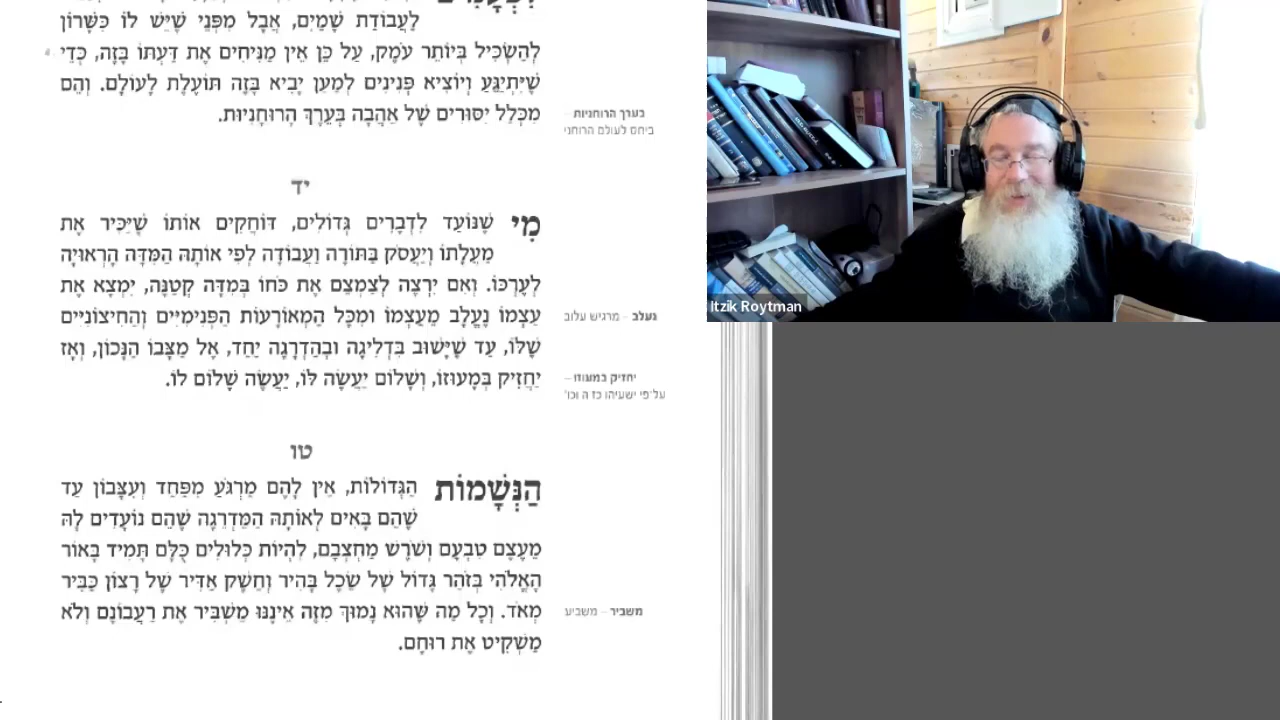 לַעֲבוֹדַת שָׁמַיִם, אֲבָל מִפְּנֵי שֶׁיֵּשׁ לוֹ כִּשָּׁרוֹן
לְהַשְׂכִּיל בְּיוֹתֵר עֹמֶק, עַל כֵּן אֵין מַנִּיחִים אֶת דַּעְתּוֹ בָּזֶה, כְּדֵי
שֶׁיִּתְיַגֵּעַ וְיוֹצִיא פְּנִינִים לְמַעַן יָבִיא בָּזֶה תּוֹעֶלֶת לָעוֹלָם. וְהֵם
מִכְּלַל יִסּוּרִים שֶׁל אַהֲבָה בְּעֵרֶךְ הָרוּחָנִיּוּת.
בערך הרוחניות –
ביחס לעולם הרוחני
יד
מִי שֶׁנּוֹעַד לִדְבָרִים גְּדוֹלִים, דּוֹחֲקִים אוֹתוֹ שֶׁיַּכִּיר אֶת
מַעֲלָתוֹ וְיַעֲסֹק בְּתוֹרָה וַעֲבוֹדָה לְפִי אוֹתָהּ הַמִּדָּה הָרְאוּיָה
לְעֶרְכּוֹ. וְאִם יִרְצֶה לְצַמְצֵם אֶת כֹּחוֹ בְּמִדָּה קְטַנָּה, יִמְצָא אֶת
עַצְמוֹ נֶעֱלָב מֵעַצְמוֹ וּמִכָּל הַמְּאוֹרָעוֹת הַפְּנִימִיִּים וְהַחִיצוֹנִיִּים
נעלב – מרגיש עלוב
שֶׁלּוֹ, עַד שֶׁיָּשׁוּב בִּדְלִיגָה וּבְהַדְרָגָה יַחַד, אֶל מַצָּבוֹ הַנָּכוֹן, וְאָז
יַחֲזִיק בְּמָעוּזּוֹ, וְשָׁלוֹם יַעֲשֶׂה לּוֹ, יַעֲשֶׂה שָׁלוֹם לוֹ.
יחזיק במעוזו –
על־פי ישעיהו כז ה וכו'
טו
הַנְּשָׁמוֹת הַגְּדוֹלוֹת, אֵין לָהֶם מַרְגֹּעַ מִפַּחַד וְעִצָּבוֹן עַד
שֶׁהֵם בָּאִים לְאוֹתָהּ הַמַּדְרֵגָה שֶׁהֵם נוֹעָדִים לָהּ
מֵעֶצֶם טִבְעָם וְשֹׁרֶשׁ מַחְצַבָם, לִהְיוֹת כְּלוּלִים כֻּלָּם תָּמִיד בָּאוֹר
הָאֱלֹהִי בְּזֹהַר גָּדוֹל שֶׁל שֵׂכֶל בָּהִיר וְחֵשֶׁק אַדִּיר שֶׁל רָצוֹן כַּבִּיר
מְאֹד. וְכָל מַה שֶּׁהוּא נָמוּךְ מִזֶּה אֵינֶנּוּ מַשְׁבִּיר אֶת רַעֲבוֹנָם וְלֹא
משביר – משביע
מַשְׁקִיט אֶת רוּחָם.
Itzik Roytman